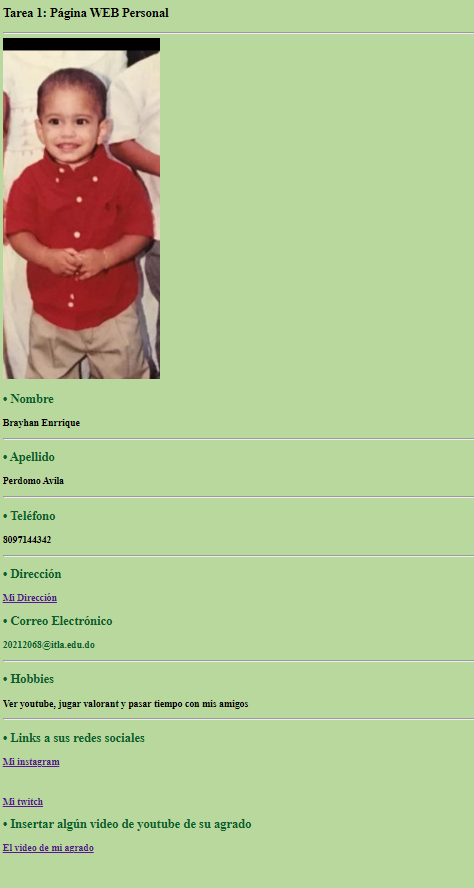 Tarea 1: Página WEB Personal
• Nombre
Brayhan Enrrique
• Apellido
Perdomo Avila
• Teléfono
8097144342
• Dirección
Mi Dirección
• Correo Electrónico
20212068@itla.edu.do
• Hobbies
Ver youtube, jugar valorant y pasar tiempo con mis amigos
• Links a sus redes sociales
Mi instagram
Mi twitch
• Insertar algún video de youtube de su agrado
El video de mi agrado